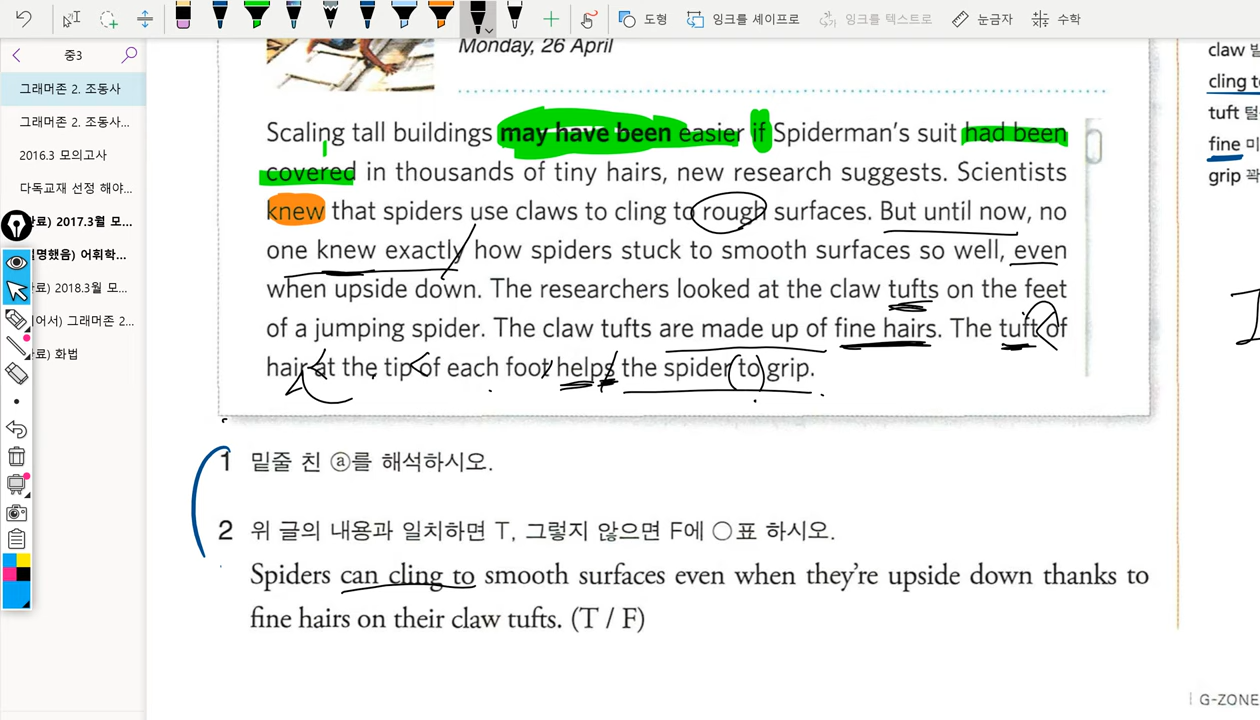 도형
잉크를 셰이프로
잉크를 텍스트로
눈금자
수학
중3
그래머존 2. 조동사
그래머존 2. 조동사...
2016.3 모의고사
다독교재 선정 해야...
료) 2017.3월 모...
명했음) 어휘학...
료) 2018.3월 모...
어서) 그래머존 2...
료) 화법
Monday, 26 April
Scaling tall buildings may have been easier if Spiderman's suit had been
covered in thousands of tiny hairs, new research suggests. Scientists
knew that spiders use claws to cling to rough surfaces. But until now, no
one knew exactly how spiders stuck to smooth surfaces so well, even
when upside down. The researchers looked at the claw tufts on the feet
of a jumping spider. The claw tufts are made up of fine hairs. The tuft of
hair at the tip of each foot helps the spider to grip.
1 밑줄 친 ⓐ를 해석하시오.
2 위 글의 내용과 일치하면 T, 그렇지 않으면 F에 ○표 하시오.
Spiders can cling to smooth surfaces even when they're upside down thanks to
fine hairs on their claw tufts. (T / F)
claw 발
cling to
tuft 털
fine 미
grip 꽉
G-ZONE